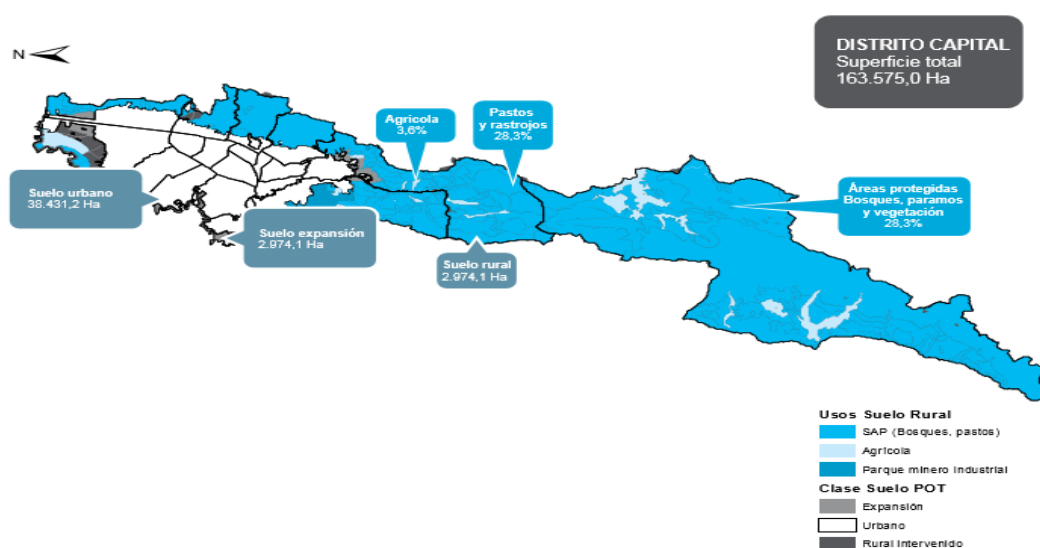 DISTRITO CAPITAL
Superficie total
163.575,0 Ha
N
Agricola
3,6%
Pastos
y rastrojos
28,3%
Áreas protegidas
Bosques, paramos
y vegetación
28,3%
Suelo urbano
38.431,2 Ha
Suelo expansión
2.974,1 Ha
Suelo rural
2.974,1 Ha
Usos Suelo Rural
SAP (Bosques, pastos)
Agrícola
Parque minero industrial
Clase Suelo POT
Expansión
Urbano
Rural Intervenido